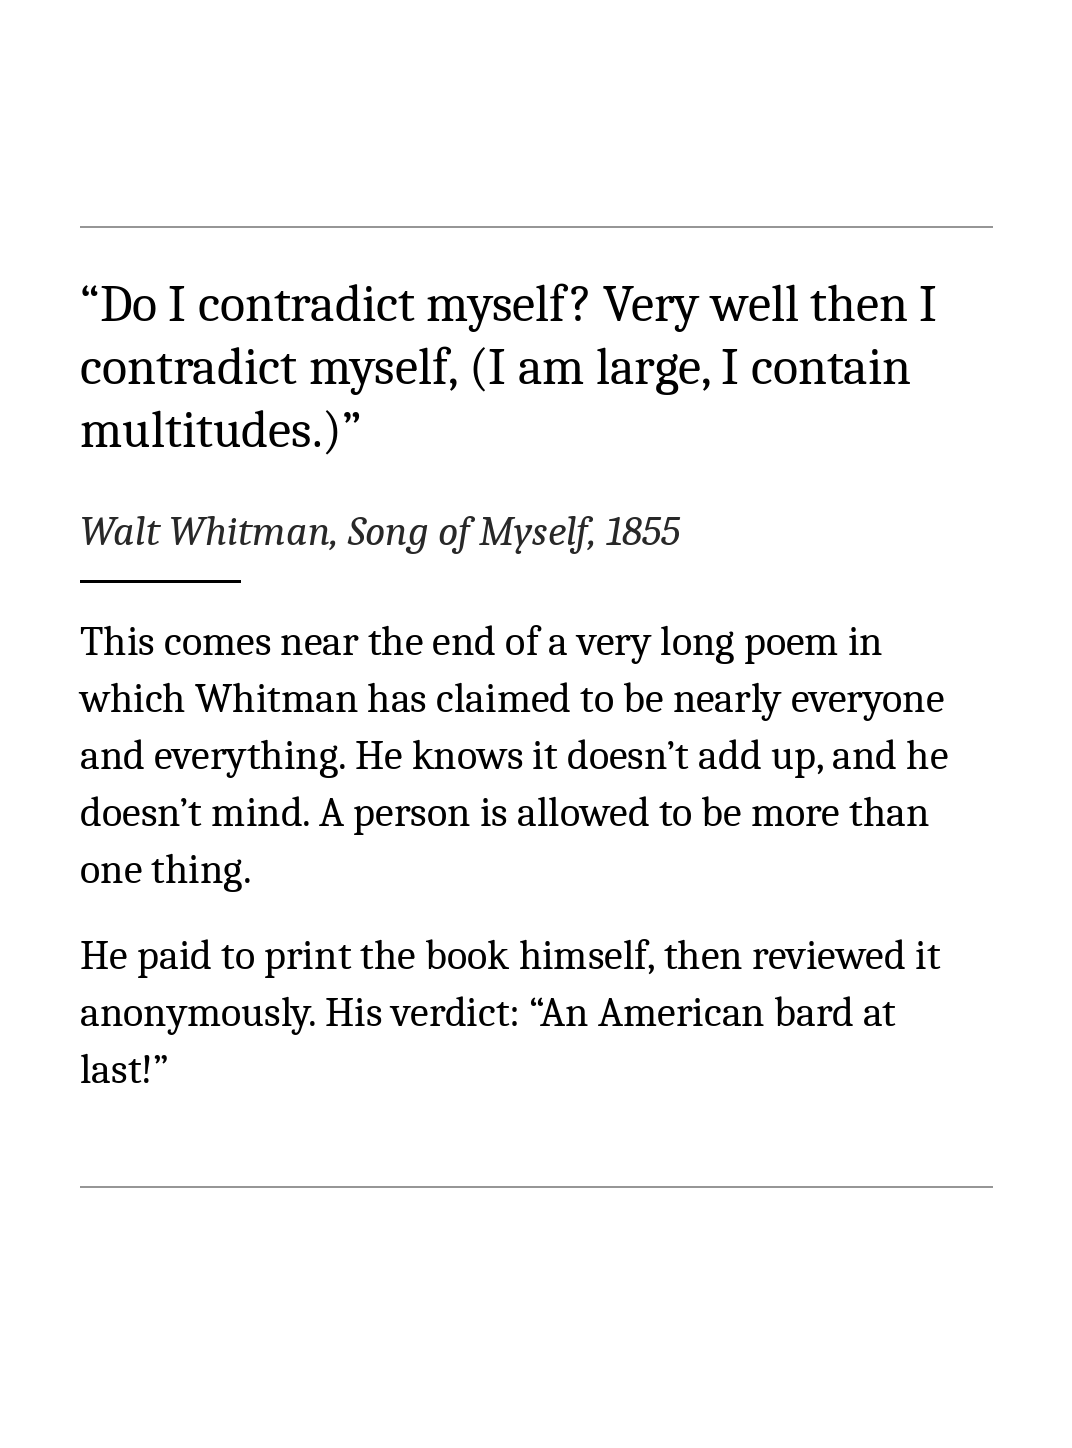 “Do I contradict myself? Very well then I
contradict myself, (I am large, I contain
multitudes.)”
Walt Whitman, Song of Myself, 1855
This comes near the end of a very long poem in
which Whitman has claimed to be nearly everyone
and everything. He knows it doesn’t add up, and he
doesn’t mind. A person is allowed to be more than
one thing.
He paid to print the book himself, then reviewed it
anonymously. His verdict: “An American bard at
last!”